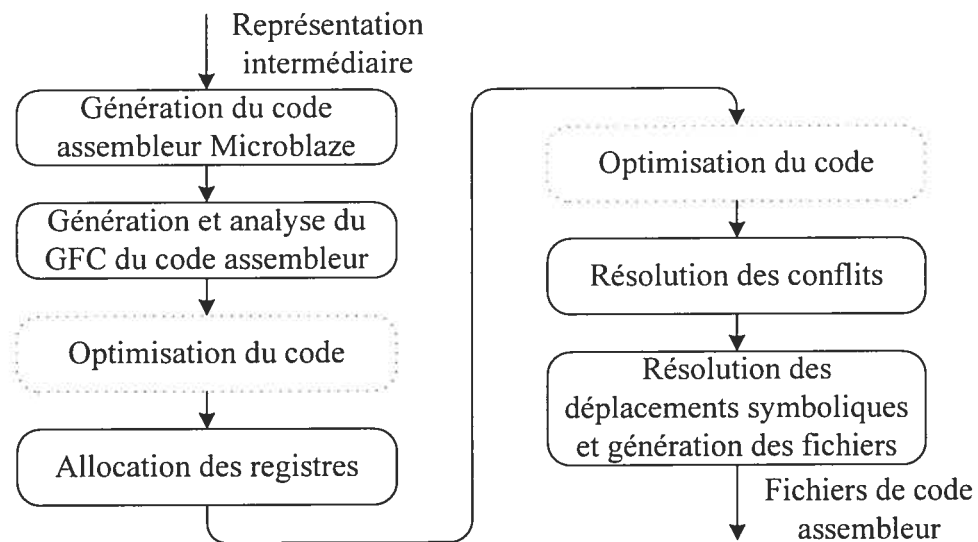 Représentation
intermédiaire
Génération du code
assembleur Microblaze
Génération et analyse du
GFC du code assembleur
Optimisation du code
Allocation des registres
Optimisation du code
Résolution des conflits
Résolution des
déplacements symboliques
et génération des fichiers
Fichiers de code
assembleur